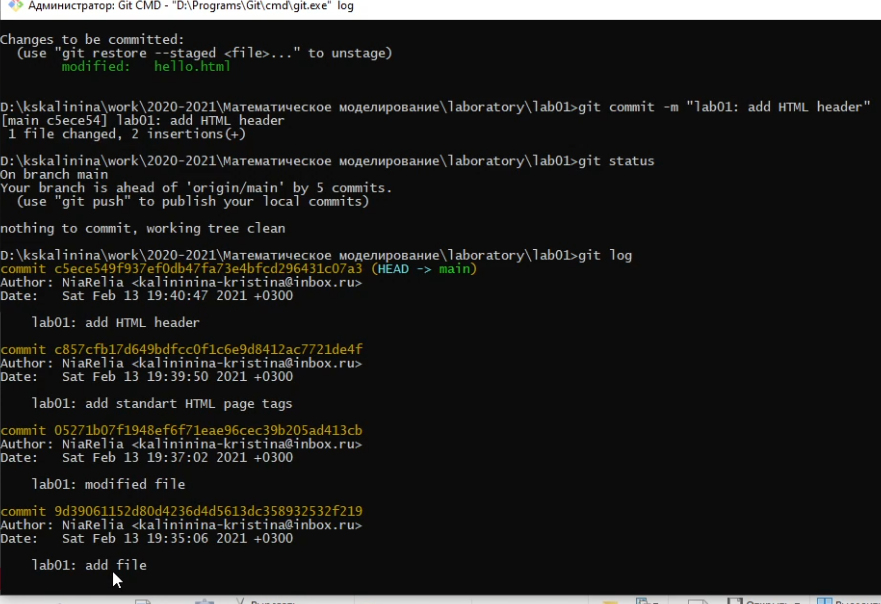 Администратор: Git CMD - "D:\Programs\Git\cmd\git.exe" log
Changes to be committed:
(use "git restore --staged <file>..." to unstage)
modified: hello.html
D:\kskalinina\work\2020-2021\Математическое моделирование\laboratory\lab01>git commit -m "lab01: add HTML header"
[main c5ece54] lab01: add HTML header
1 file changed, 2 insertions(+)
D:\kskalinina\work\2020-2021\Математическое моделирование\laboratory\lab01>git status
On branch main
Your branch is ahead of 'origin/main' by 5 commits.
(use "git push" to publish your local commits)
nothing to commit, working tree clean
D:\kskalinina\work\2020-2021\Математическое моделирование\laboratory\lab01>git log
commit c5ece549f937ef0db47fa73e4bfcd296431c07a3 (HEAD -> main)
Author: NiaRelia <kalininina-kristina@inbox.ru>
Date: Sat Feb 13 19:40:47 2021 +0300
lab01: add HTML header
commit c857cfb17d649bdfcc0f1c6e9d8412ac7721de4f
Author: NiaRelia <kalininina-kristina@inbox.ru>
Date: Sat Feb 13 19:39:50 2021 +0300
lab01: add standart HTML page tags
commit 05271b07f1948ef6f71eae96cec39b205ad413cb
Author: NiaRelia <kalininina-kristina@inbox.ru>
Date: Sat Feb 13 19:37:02 2021 +0300
lab01: modified file
commit 9d39061152d80d4236d4d5613dc358932532f219
Author: NiaRelia <kalininina-kristina@inbox.ru>
Date: Sat Feb 13 19:35:06 2021 +0300
lab01: add file